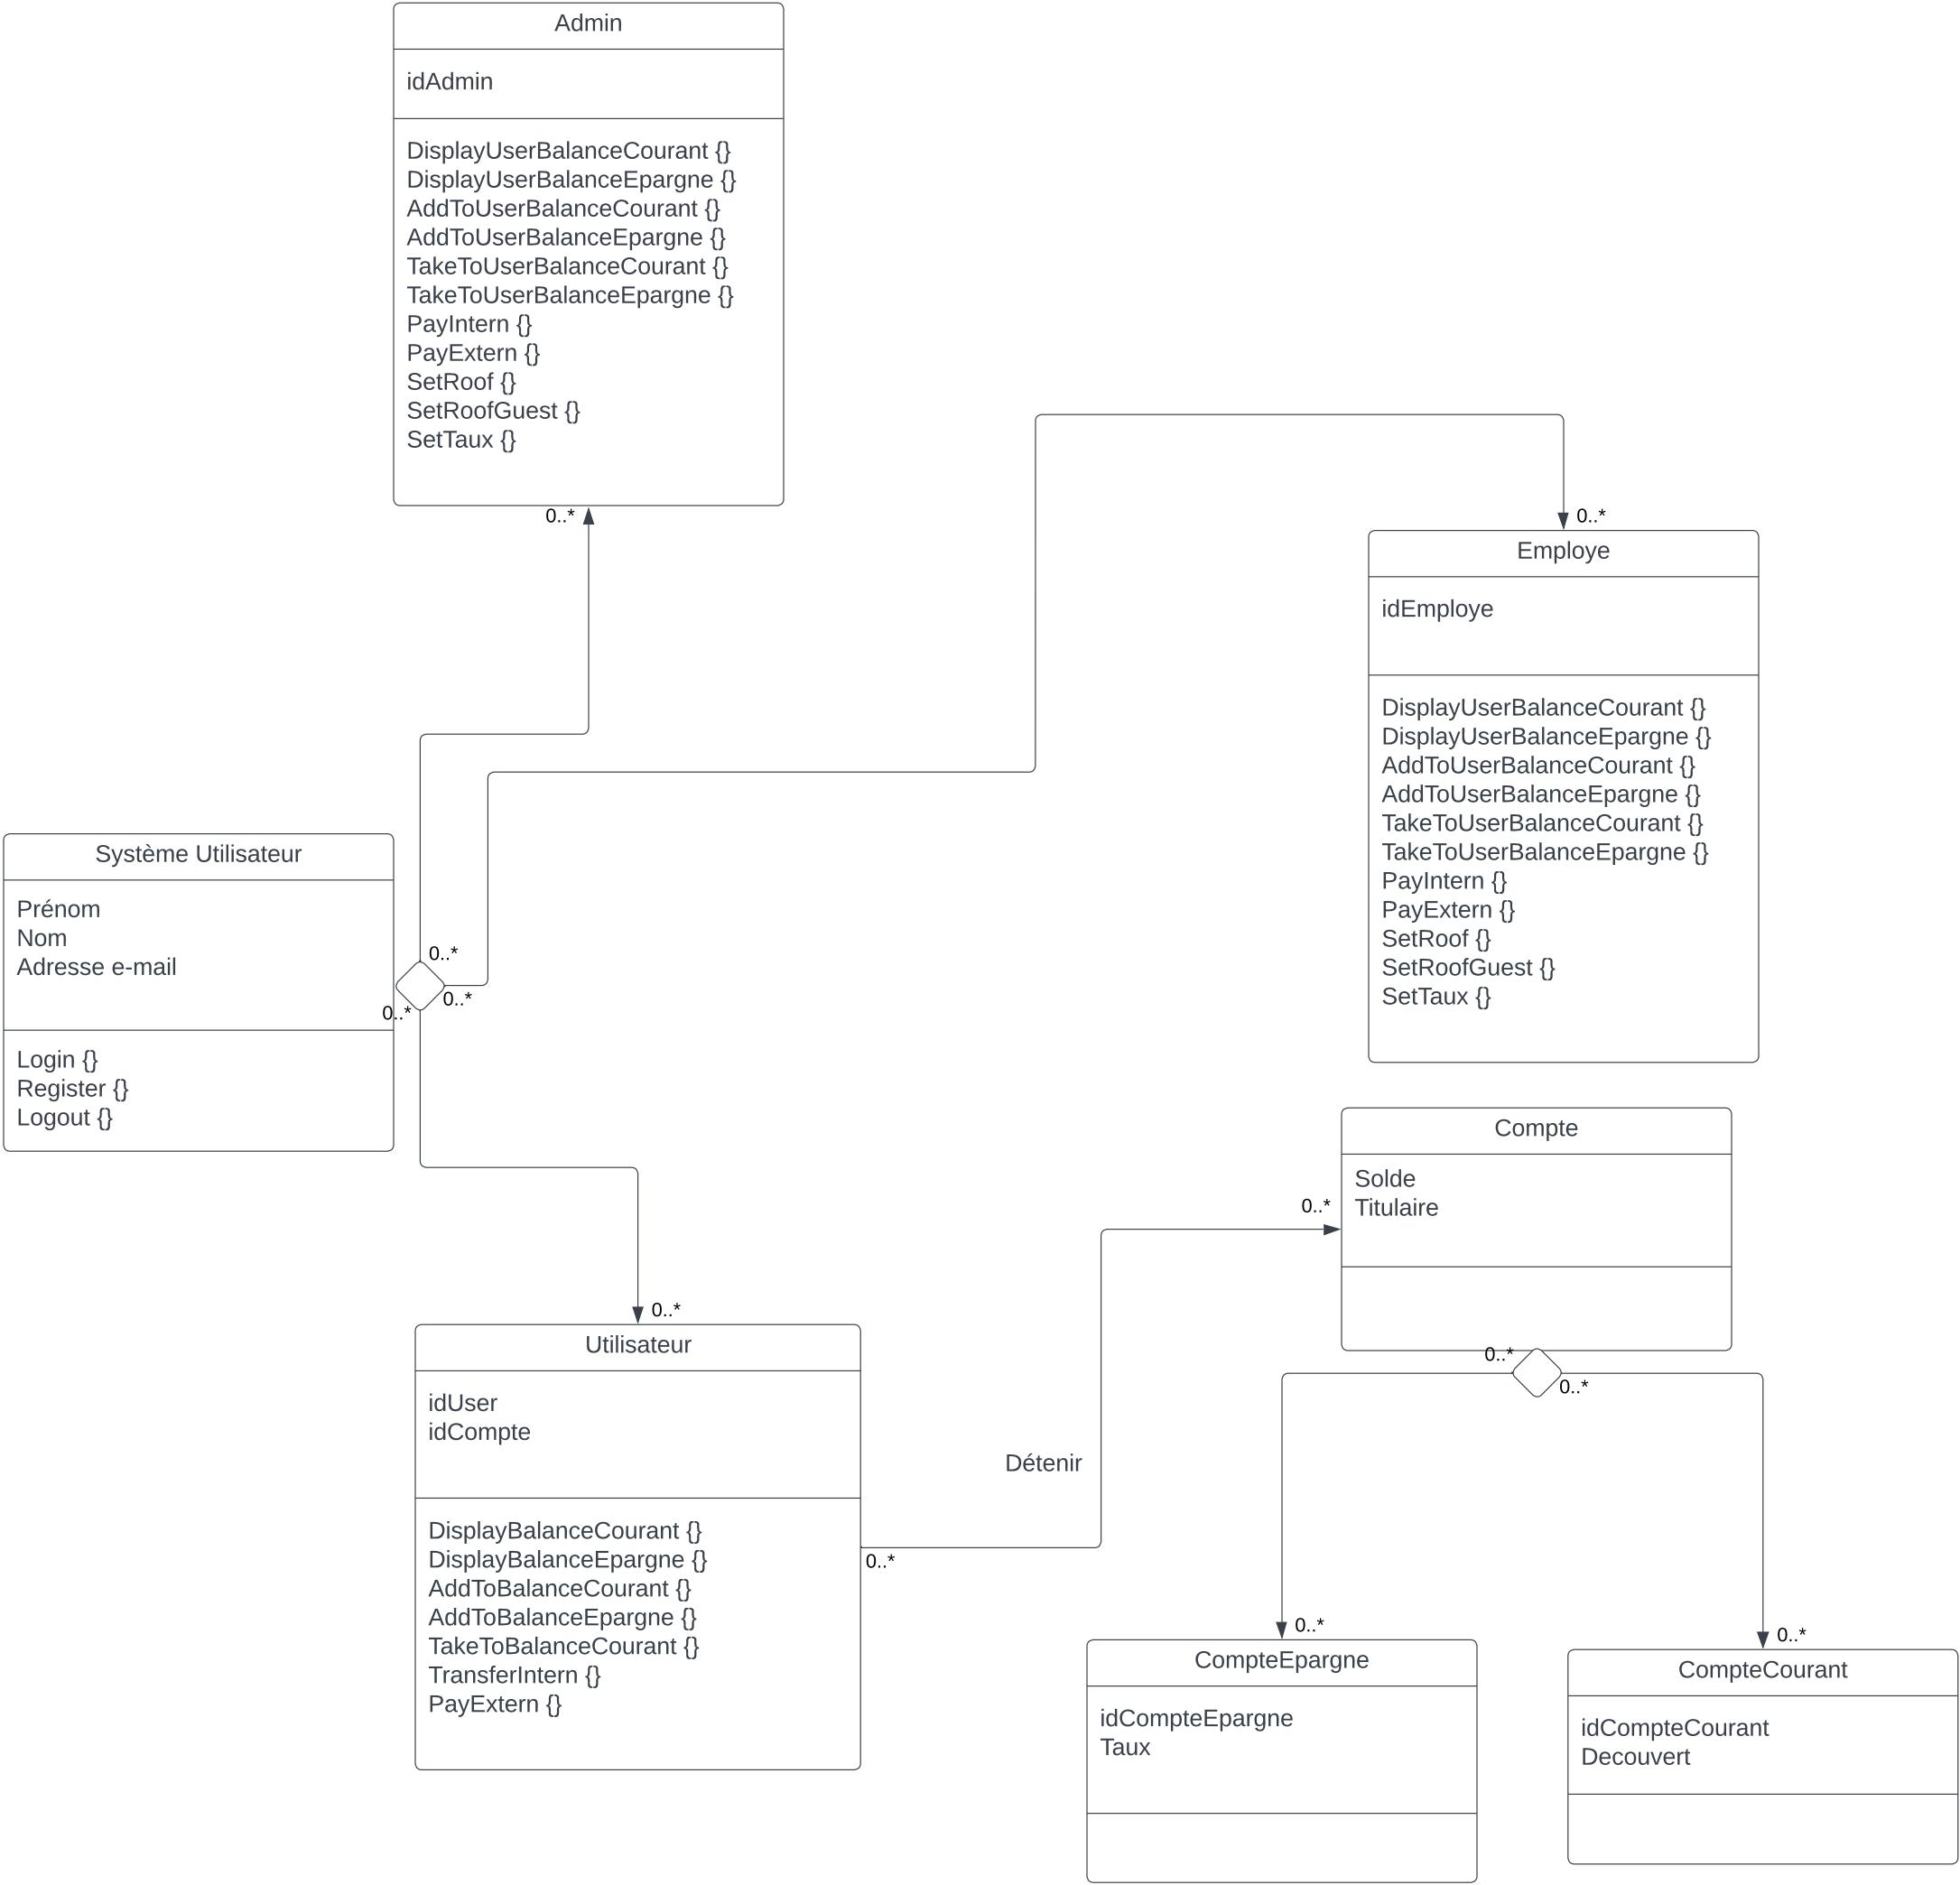 Admin
idAdmin
DisplayUserBalanceCourant {}
DisplayUserBalanceEpargne {}
AddToUserBalanceCourant {}
AddToUserBalanceEpargne {}
TakeToUserBalanceCourant {}
TakeToUserBalanceEpargne {}
PayIntern {}
PayExtern {}
SetRoof {}
SetRoofGuest {}
SetTaux {}
0..*
0..*
Employe
idEmploye
DisplayUserBalanceCourant {}
DisplayUserBalanceEpargne {}
AddToUserBalanceCourant {}
AddToUserBalanceEpargne {}
TakeToUserBalanceCourant {}
TakeToUserBalanceEpargne {}
PayIntern {}
PayExtern {}
SetRoof {}
SetRoofGuest {}
SetTaux {}
Système Utilisateur
Prénom
Nom
Adresse e-mail
Login {}
Register {}
Logout {}
0..*
0..*
0..*
Compte
Solde
Titulaire
0..*
0..*
Utilisateur
idUser
idCompte
DisplayBalanceCourant {}
DisplayBalanceEpargne {}
AddToBalanceCourant {}
AddToBalanceEpargne {}
TakeToBalanceCourant {}
TransferIntern {}
PayExtern {}
0..*
Détenir
0..*
0..*
0..*
CompteEpargne
idCompteEpargne
Taux
0..*
CompteCourant
idCompteCourant
Decouvert